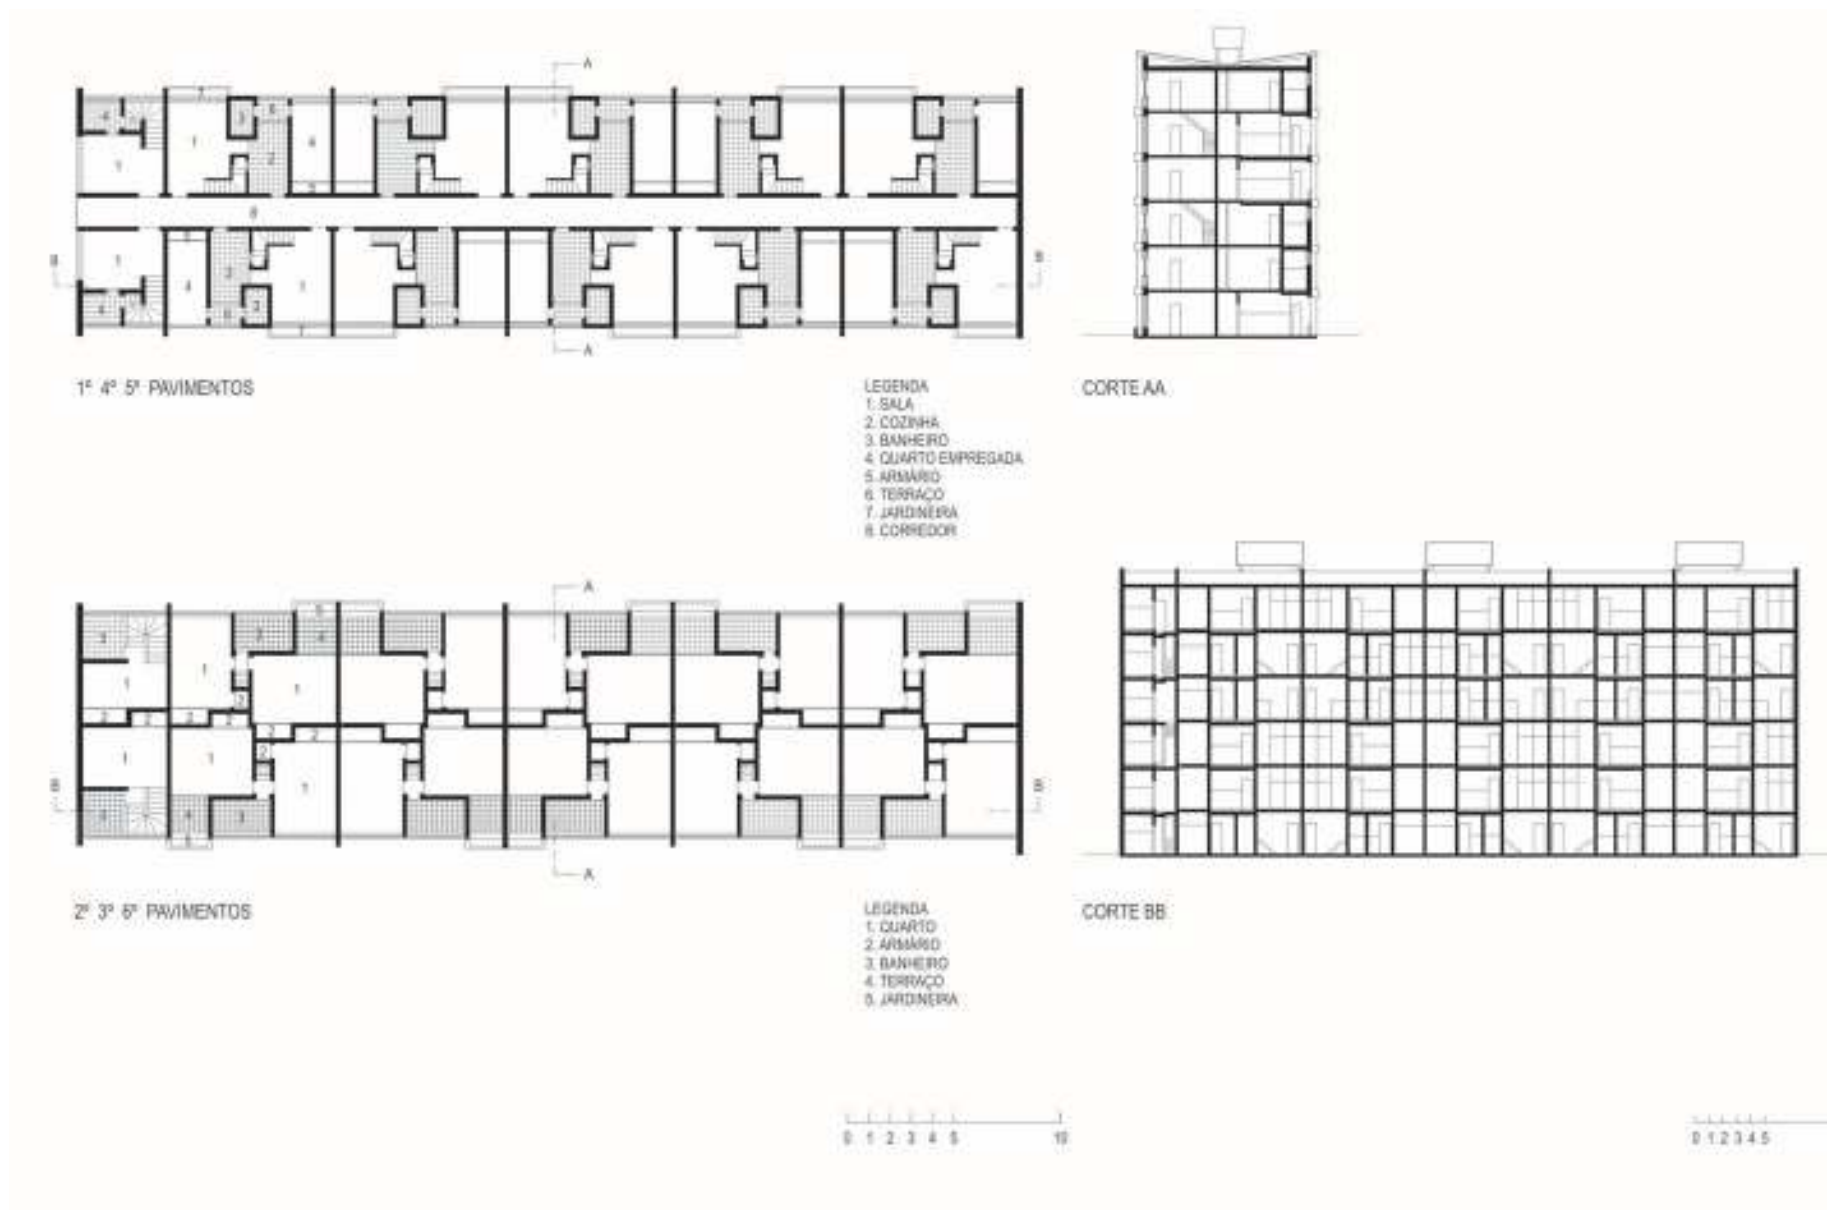 A
A
B
B
1º 4º 5º PAVIMENTOS
LEGENDA
1. SALA
2. COZINHA
3. BANHEIRO
4. QUARTO EMPREGADA
5. ARMÁRIO
6. TERRAÇO
7. JARDINEIRA
8. CORREDOR
CORTE AA
A
A
B
B
2º 3º 6º PAVIMENTOS
LEGENDA
1. QUARTO
2. ARMÁRIO
3. BANHEIRO
4. TERRAÇO
5. JARDINEIRA
CORTE BB
0 1 2 3 4 5 10
0 1 2 3 4 5